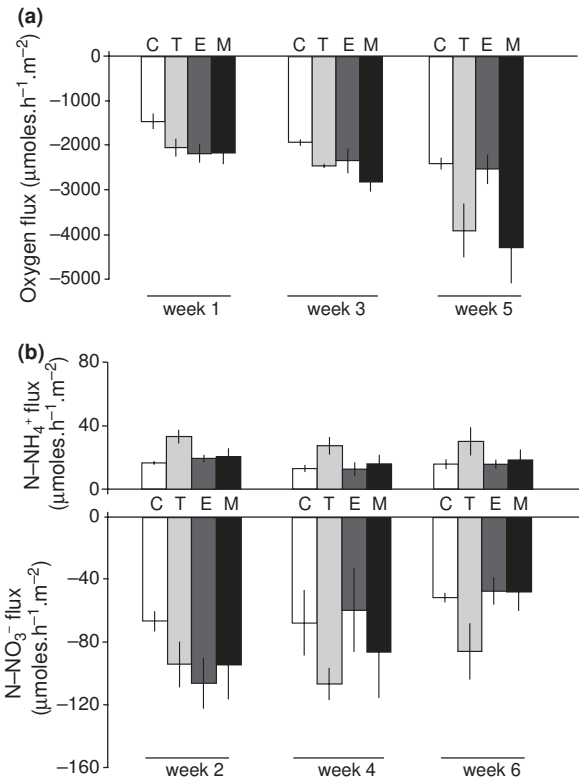 (a)
C T E M C T E M C T E M
0
−1000
−2000
−3000
−4000
−5000
Oxygen flux (μmoles.h⁻¹.m⁻²)
week 1 week 3 week 5
(b)
80
40
0
N–NH₄⁺ flux
(μmoles.h⁻¹.m⁻²)
C T E M C T E M C T E M
0
−40
−80
−120
−160
N–NO₃⁻ flux
(μmoles.h⁻¹.m⁻²)
week 2 week 4 week 6